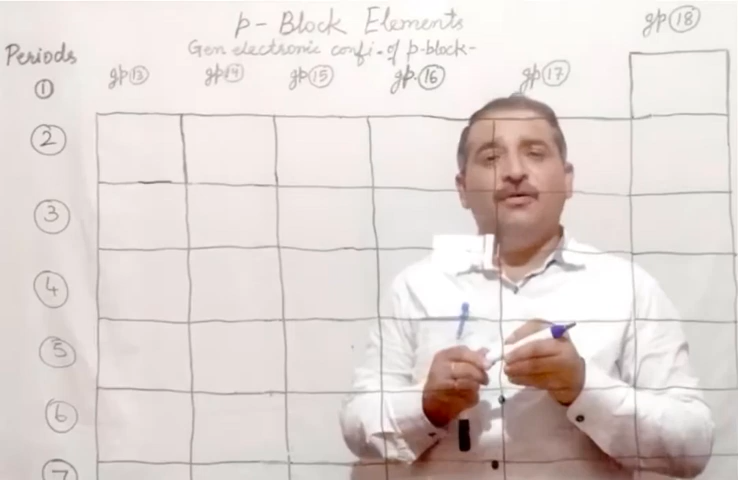 p-Block Elements
Gen electronic confi. of p-block-
gp 18
Periods
gp 13 gp 14 gp 15 gp. 16 gp 17
1
2
3
4
5
6
7